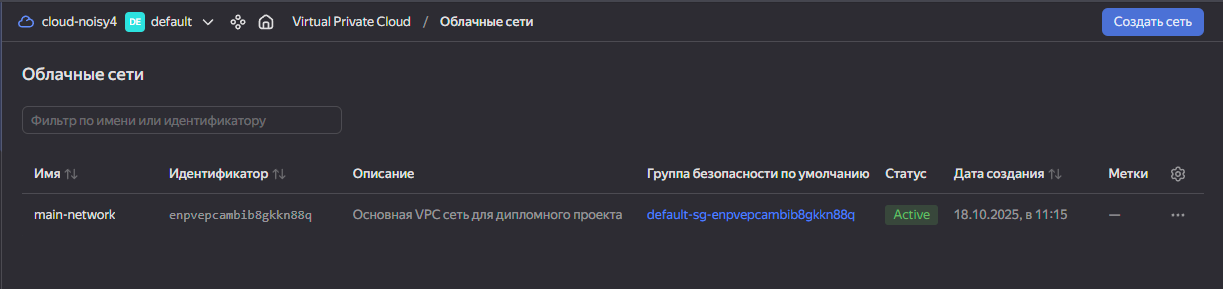 cloud-noisy4 DE default Virtual Private Cloud / Облачные сети Создать сеть
Облачные сети
Фильтр по имени или идентификатору
Имя Идентификатор Описание Группа безопасности по умолчанию Статус Дата создания Метки
main-network enpvepcambib8gkkn88q Основная VPC сеть для дипломного проекта default-sg-enpvepcambib8gkkn88q Active 18.10.2025, в 11:15 —